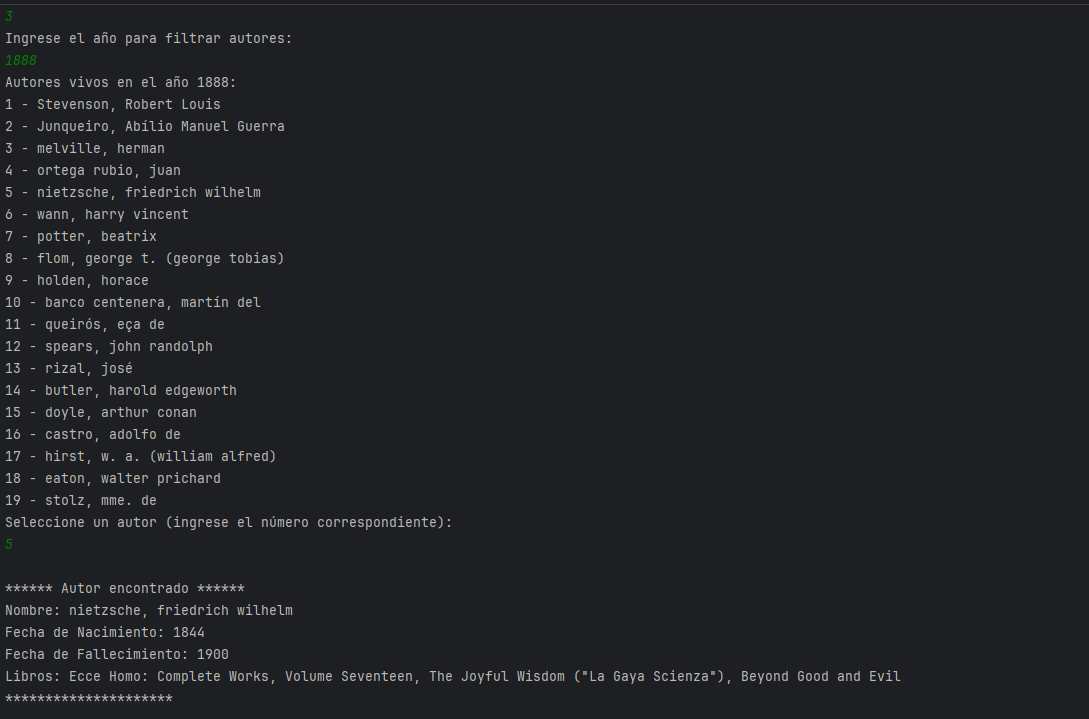 3
Ingrese el año para filtrar autores:
1888
Autores vivos en el año 1888:
1 - Stevenson, Robert Louis
2 - Junqueiro, Abílio Manuel Guerra
3 - melville, herman
4 - ortega rubio, juan
5 - nietzsche, friedrich wilhelm
6 - wann, harry vincent
7 - potter, beatrix
8 - flom, george t. (george tobias)
9 - holden, horace
10 - barco centenera, martin del
11 - queirós, eça de
12 - spears, john randolph
13 - rizal, josé
14 - butler, harold edgeworth
15 - doyle, arthur conan
16 - castro, adolfo de
17 - hirst, w. a. (william alfred)
18 - eaton, walter prichard
19 - stolz, mme. de
Seleccione un autor (ingrese el número correspondiente):
5
****** Autor encontrado ******
Nombre: nietzsche, friedrich wilhelm
Fecha de Nacimiento: 1844
Fecha de Fallecimiento: 1900
Libros: Ecce Homo: Complete Works, Volume Seventeen, The Joyful Wisdom ("La Gaya Scienza"), Beyond Good and Evil
*********************